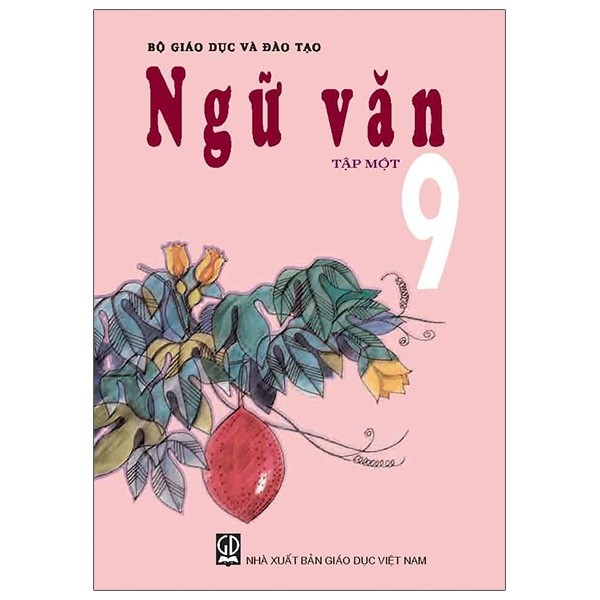 BỘ GIÁO DỤC VÀ ĐÀO TẠO
Ngữ văn
TẬP MỘT
9
GD
NHÀ XUẤT BẢN GIÁO DỤC VIỆT NAM